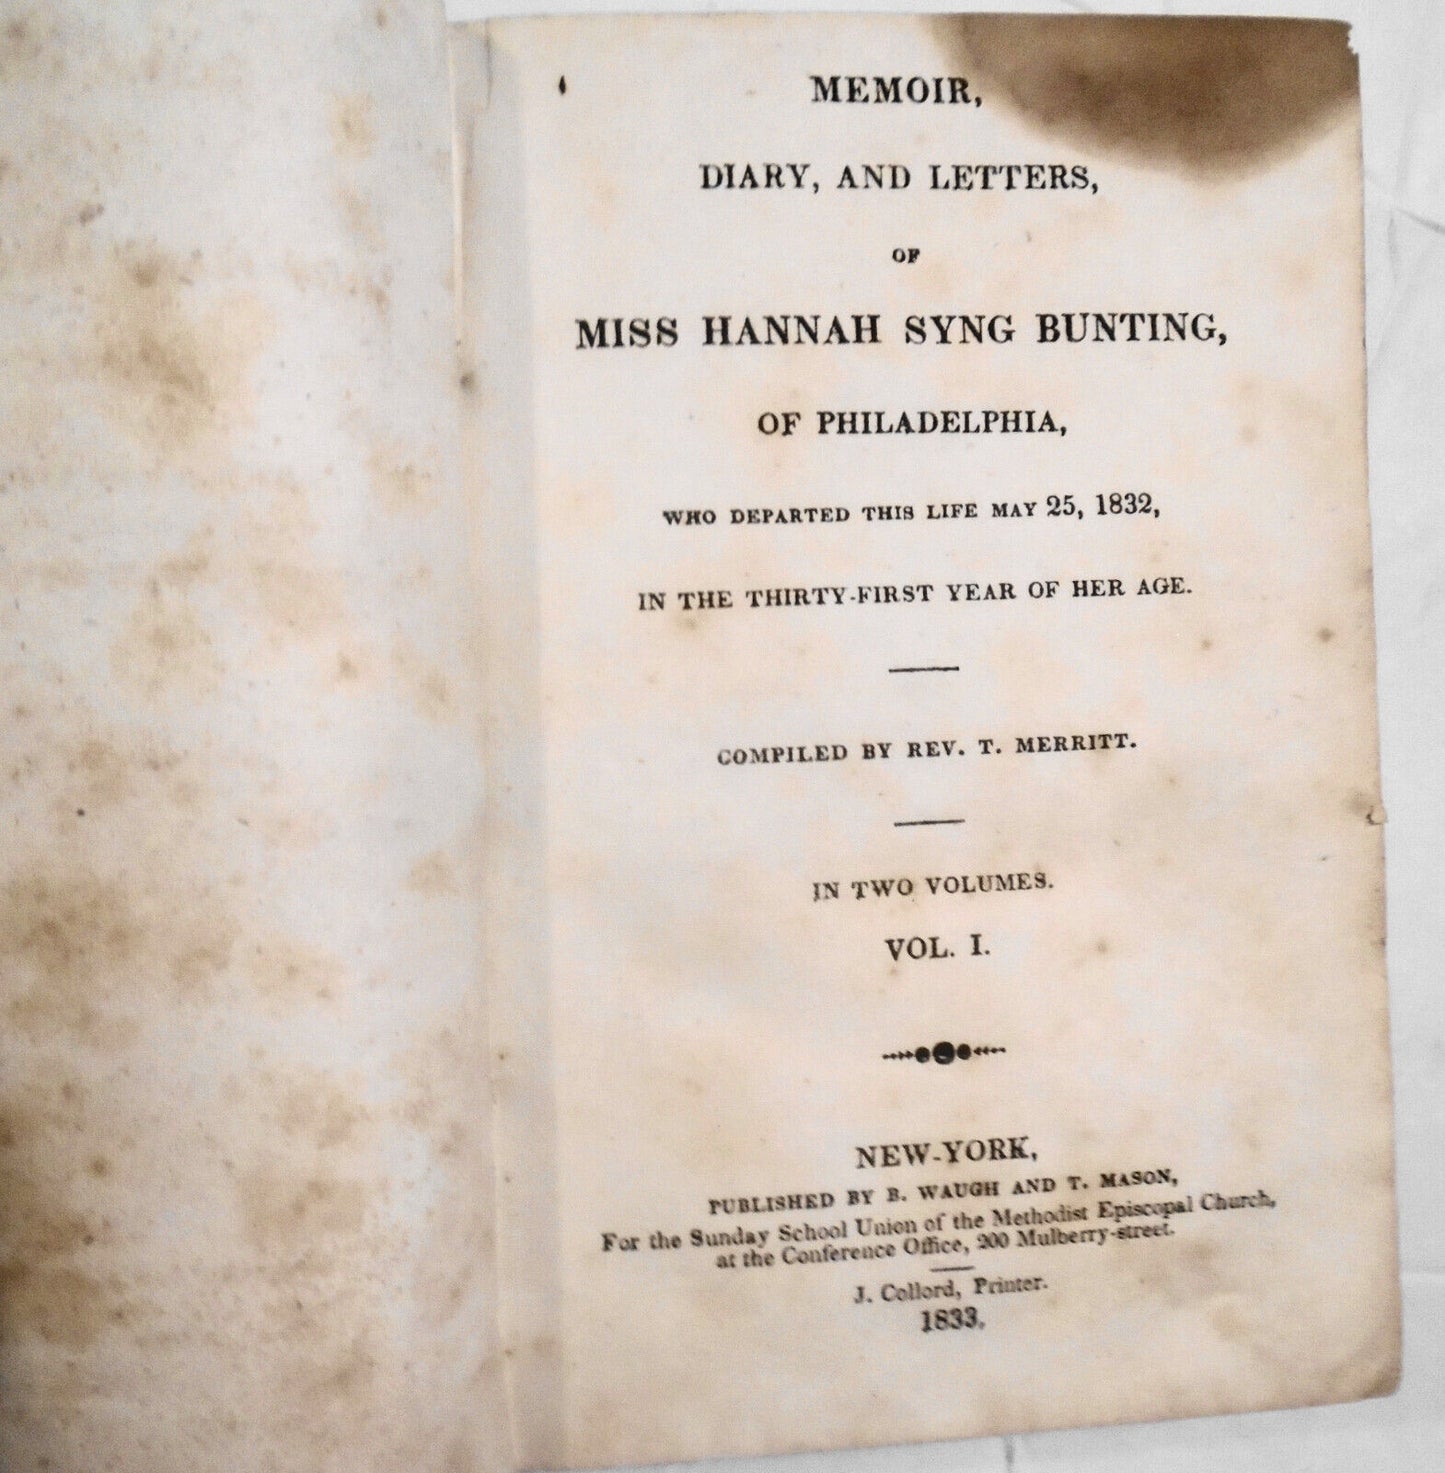 MEMOIR,
DIARY, AND LETTERS,
OF
MISS HANNAH SYNG BUNTING,
OF PHILADELPHIA,
WHO DEPARTED THIS LIFE MAY 25, 1832,
IN THE THIRTY-FIRST YEAR OF HER AGE.
COMPILED BY REV. T. MERRITT.
IN TWO VOLUMES.
VOL. I.
NEW-YORK,
PUBLISHED BY B. WAUGH AND T. MASON,
For the Sunday School Union of the Methodist Episcopal Church,
at the Conference Office, 200 Mulberry-street.
J. Collord, Printer.
1833.